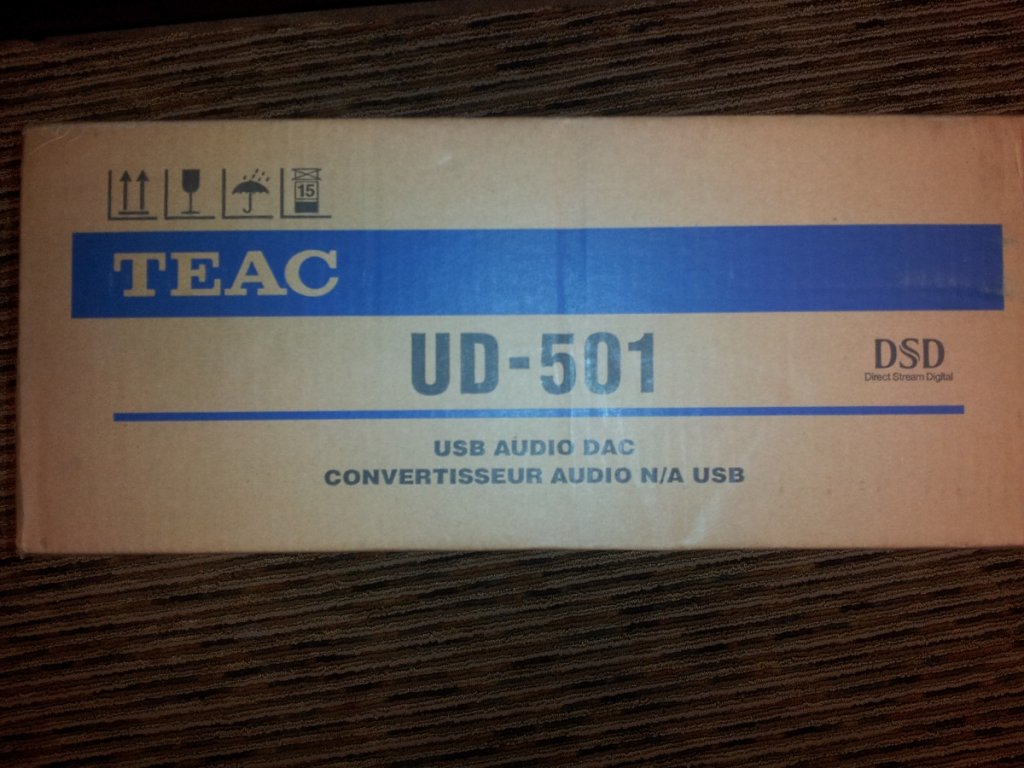 15
TEAC
UD-501
DSD
Direct Stream Digital
USB AUDIO DAC
CONVERTISSEUR AUDIO N/A USB